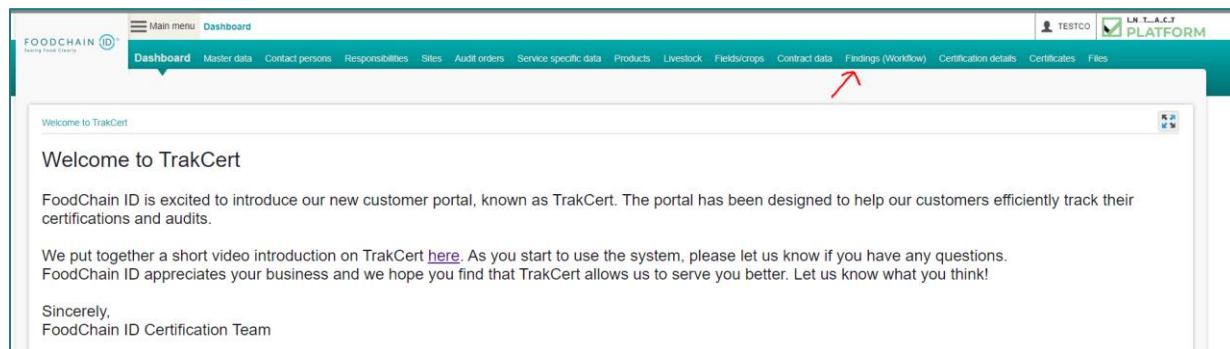 Main menu Dashboard TESTCO
FOODCHAIN ID
PLATFORM
Dashboard Master data Contact persons Responsibilities Sites Audit orders Service specific data Products Livestock Fields/crops Contract data Findings (Workflow) Certification details Certificates Files
Welcome to TrakCert
Welcome to TrakCert
FoodChain ID is excited to introduce our new customer portal, known as TrakCert. The portal has been designed to help our customers efficiently track their
certifications and audits.
We put together a short video introduction on TrakCert here. As you start to use the system, please let us know if you have any questions.
FoodChain ID appreciates your business and we hope you find that TrakCert allows us to serve you better. Let us know what you think!
Sincerely,
FoodChain ID Certification Team